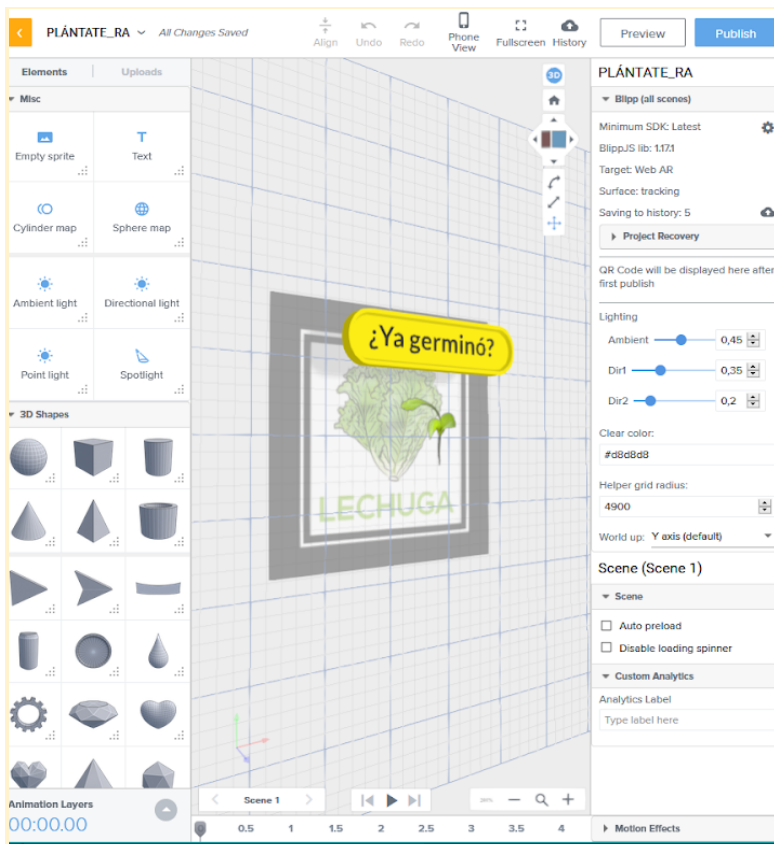 PLÁNTATE_RA
All Changes Saved
Align
Undo
Redo
Phone View
Fullscreen
History
Preview
Publish
Elements
Uploads
Misc
Empty sprite
Text
Cylinder map
Sphere map
Ambient light
Directional light
Point light
Spotlight
3D Shapes
Animation Layers
00:00.00
3D
¿Ya germinó?
LECHUGA
Scene 1
0
0.5
1
1.5
2
2.5
3
3.5
4
PLÁNTATE_RA
Blipp (all scenes)
Minimum SDK: Latest
BlippJS lib: 1.17.1
Target: Web AR
Surface: tracking
Saving to history: 5
Project Recovery
QR Code will be displayed here after
first publish
Lighting
Ambient
0,45
Dir1
0,35
Dir2
0,2
Clear color:
#d8d8d8
Helper grid radius:
4900
World up: Y axis (default)
Scene (Scene 1)
Scene
Auto preload
Disable loading spinner
Custom Analytics
Analytics Label
Type label here
Motion Effects